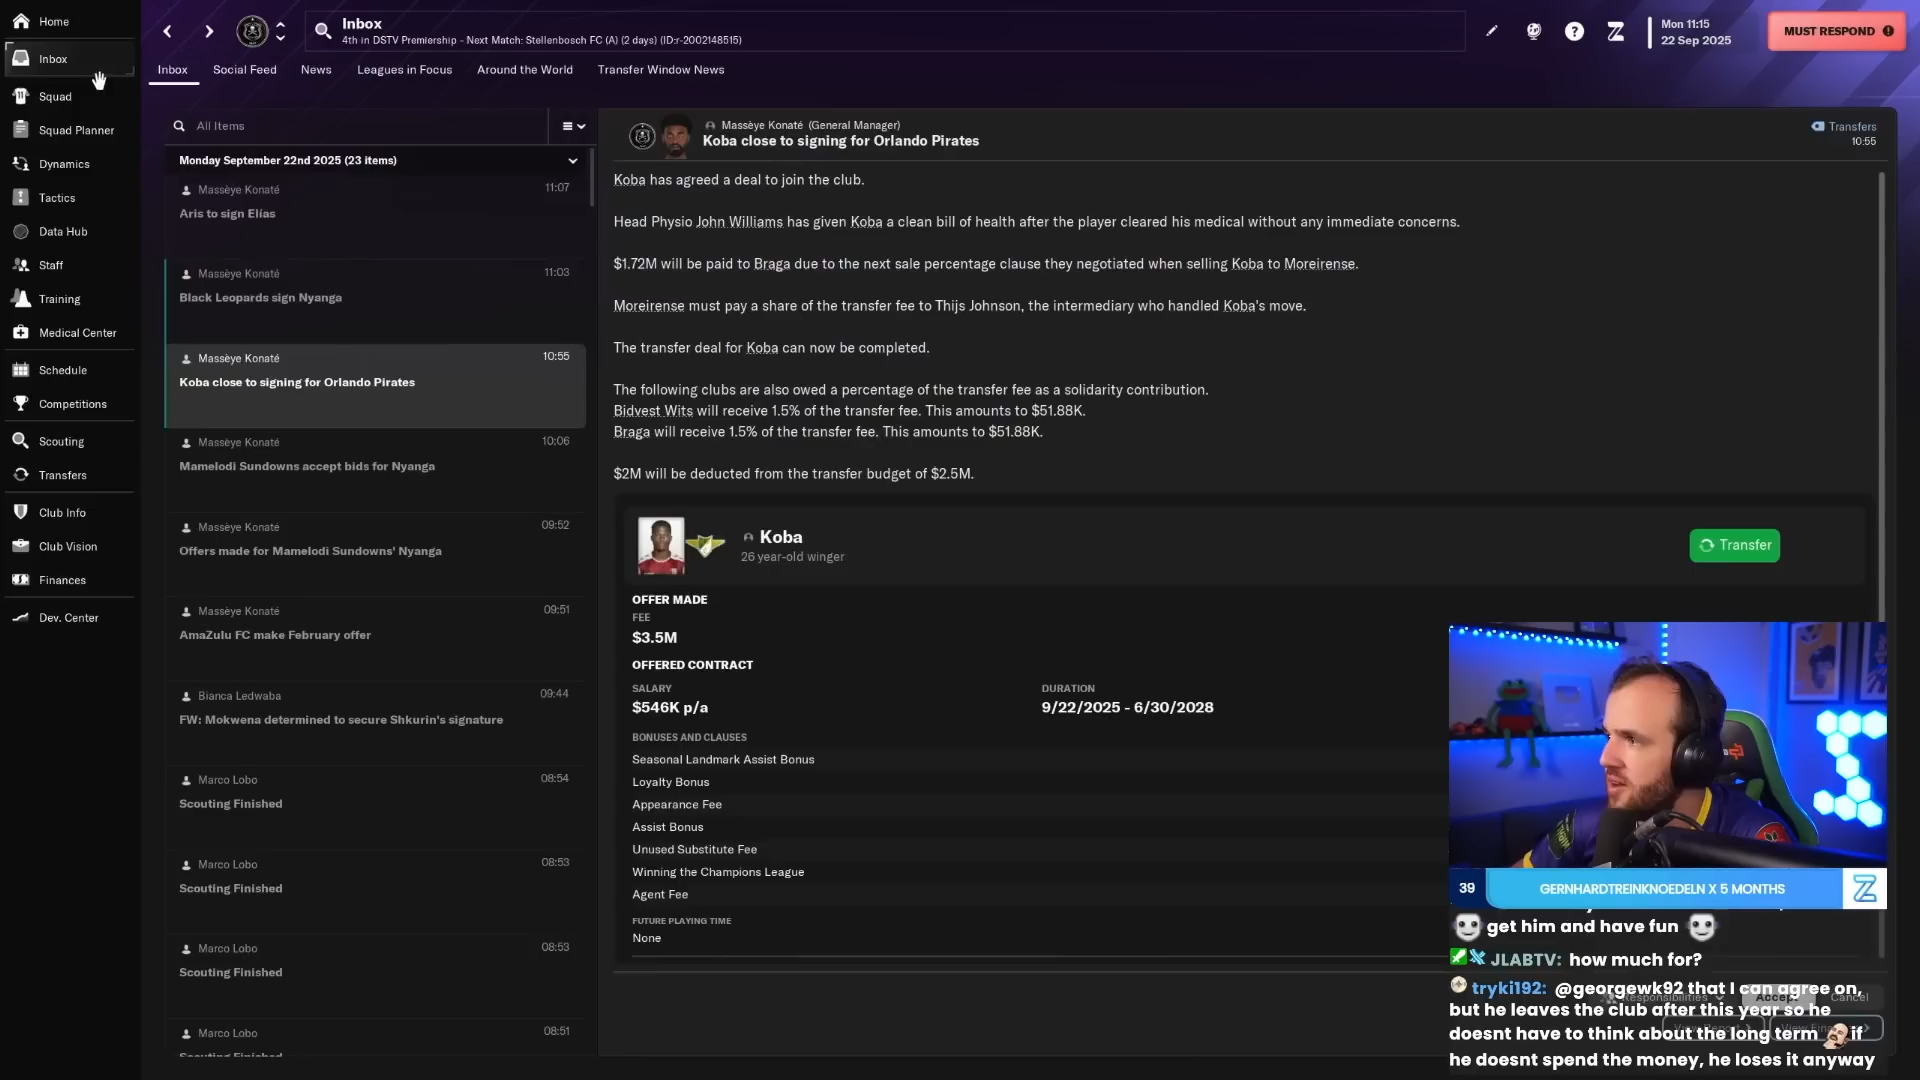 Home
Inbox
Squad
Squad Planner
Dynamics
Tactics
Data Hub
Staff
Training
Medical Center
Schedule
Competitions
Scouting
Transfers
Club Info
Club Vision
Finances
Dev. Center
Inbox
4th in DSTV Premiership - Next Match: Stellenbosch FC (A) (2 days) (ID:r-2002148515)
Mon 11:15
22 Sep 2025
MUST RESPOND
Inbox Social Feed News Leagues in Focus Around the World Transfer Window News
All Items
Monday September 22nd 2025 (23 items)
Massèye Konaté 11:07
Aris to sign Elías
Massèye Konaté 11:03
Black Leopards sign Nyanga
Massèye Konaté 10:55
Koba close to signing for Orlando Pirates
Massèye Konaté 10:06
Mamelodi Sundowns accept bids for Nyanga
Massèye Konaté 09:52
Offers made for Mamelodi Sundowns' Nyanga
Massèye Konaté 09:51
AmaZulu FC make February offer
Bianca Ledwaba 09:44
FW: Mokwena determined to secure Shkurin's signature
Marco Lobo 08:54
Scouting Finished
Marco Lobo 08:53
Scouting Finished
Marco Lobo 08:53
Scouting Finished
Marco Lobo 08:51
Scouting Finished
Massèye Konaté (General Manager)
Koba close to signing for Orlando Pirates
Transfers
10:55
Koba has agreed a deal to join the club.
Head Physio John Williams has given Koba a clean bill of health after the player cleared his medical without any immediate concerns.
$1.72M will be paid to Braga due to the next sale percentage clause they negotiated when selling Koba to Moreirense.
Moreirense must pay a share of the transfer fee to Thijs Johnson, the intermediary who handled Koba's move.
The transfer deal for Koba can now be completed.
The following clubs are also owed a percentage of the transfer fee as a solidarity contribution.
Bidvest Wits will receive 1.5% of the transfer fee. This amounts to $51.88K.
Braga will receive 1.5% of the transfer fee. This amounts to $51.88K.
$2M will be deducted from the transfer budget of $2.5M.
Koba
26 year-old winger
Transfer
OFFER MADE
FEE
$3.5M
OFFERED CONTRACT
SALARY DURATION
$546K p/a 9/22/2025 - 6/30/2028
BONUSES AND CLAUSES
Seasonal Landmark Assist Bonus
Loyalty Bonus
Appearance Fee
Assist Bonus
Unused Substitute Fee
Winning the Champions League
Agent Fee
FUTURE PLAYING TIME
None
39 GERNHARDTREINKNOEDELN X 5 MONTHS
get him and have fun
JLABTV: how much for?
tryki192: @georgewk92 that I can agree on,
but he leaves the club after this year so he
doesnt have to think about the long term if
he doesnt spend the money, he loses it anyway
Responsibilities Accept Cancel